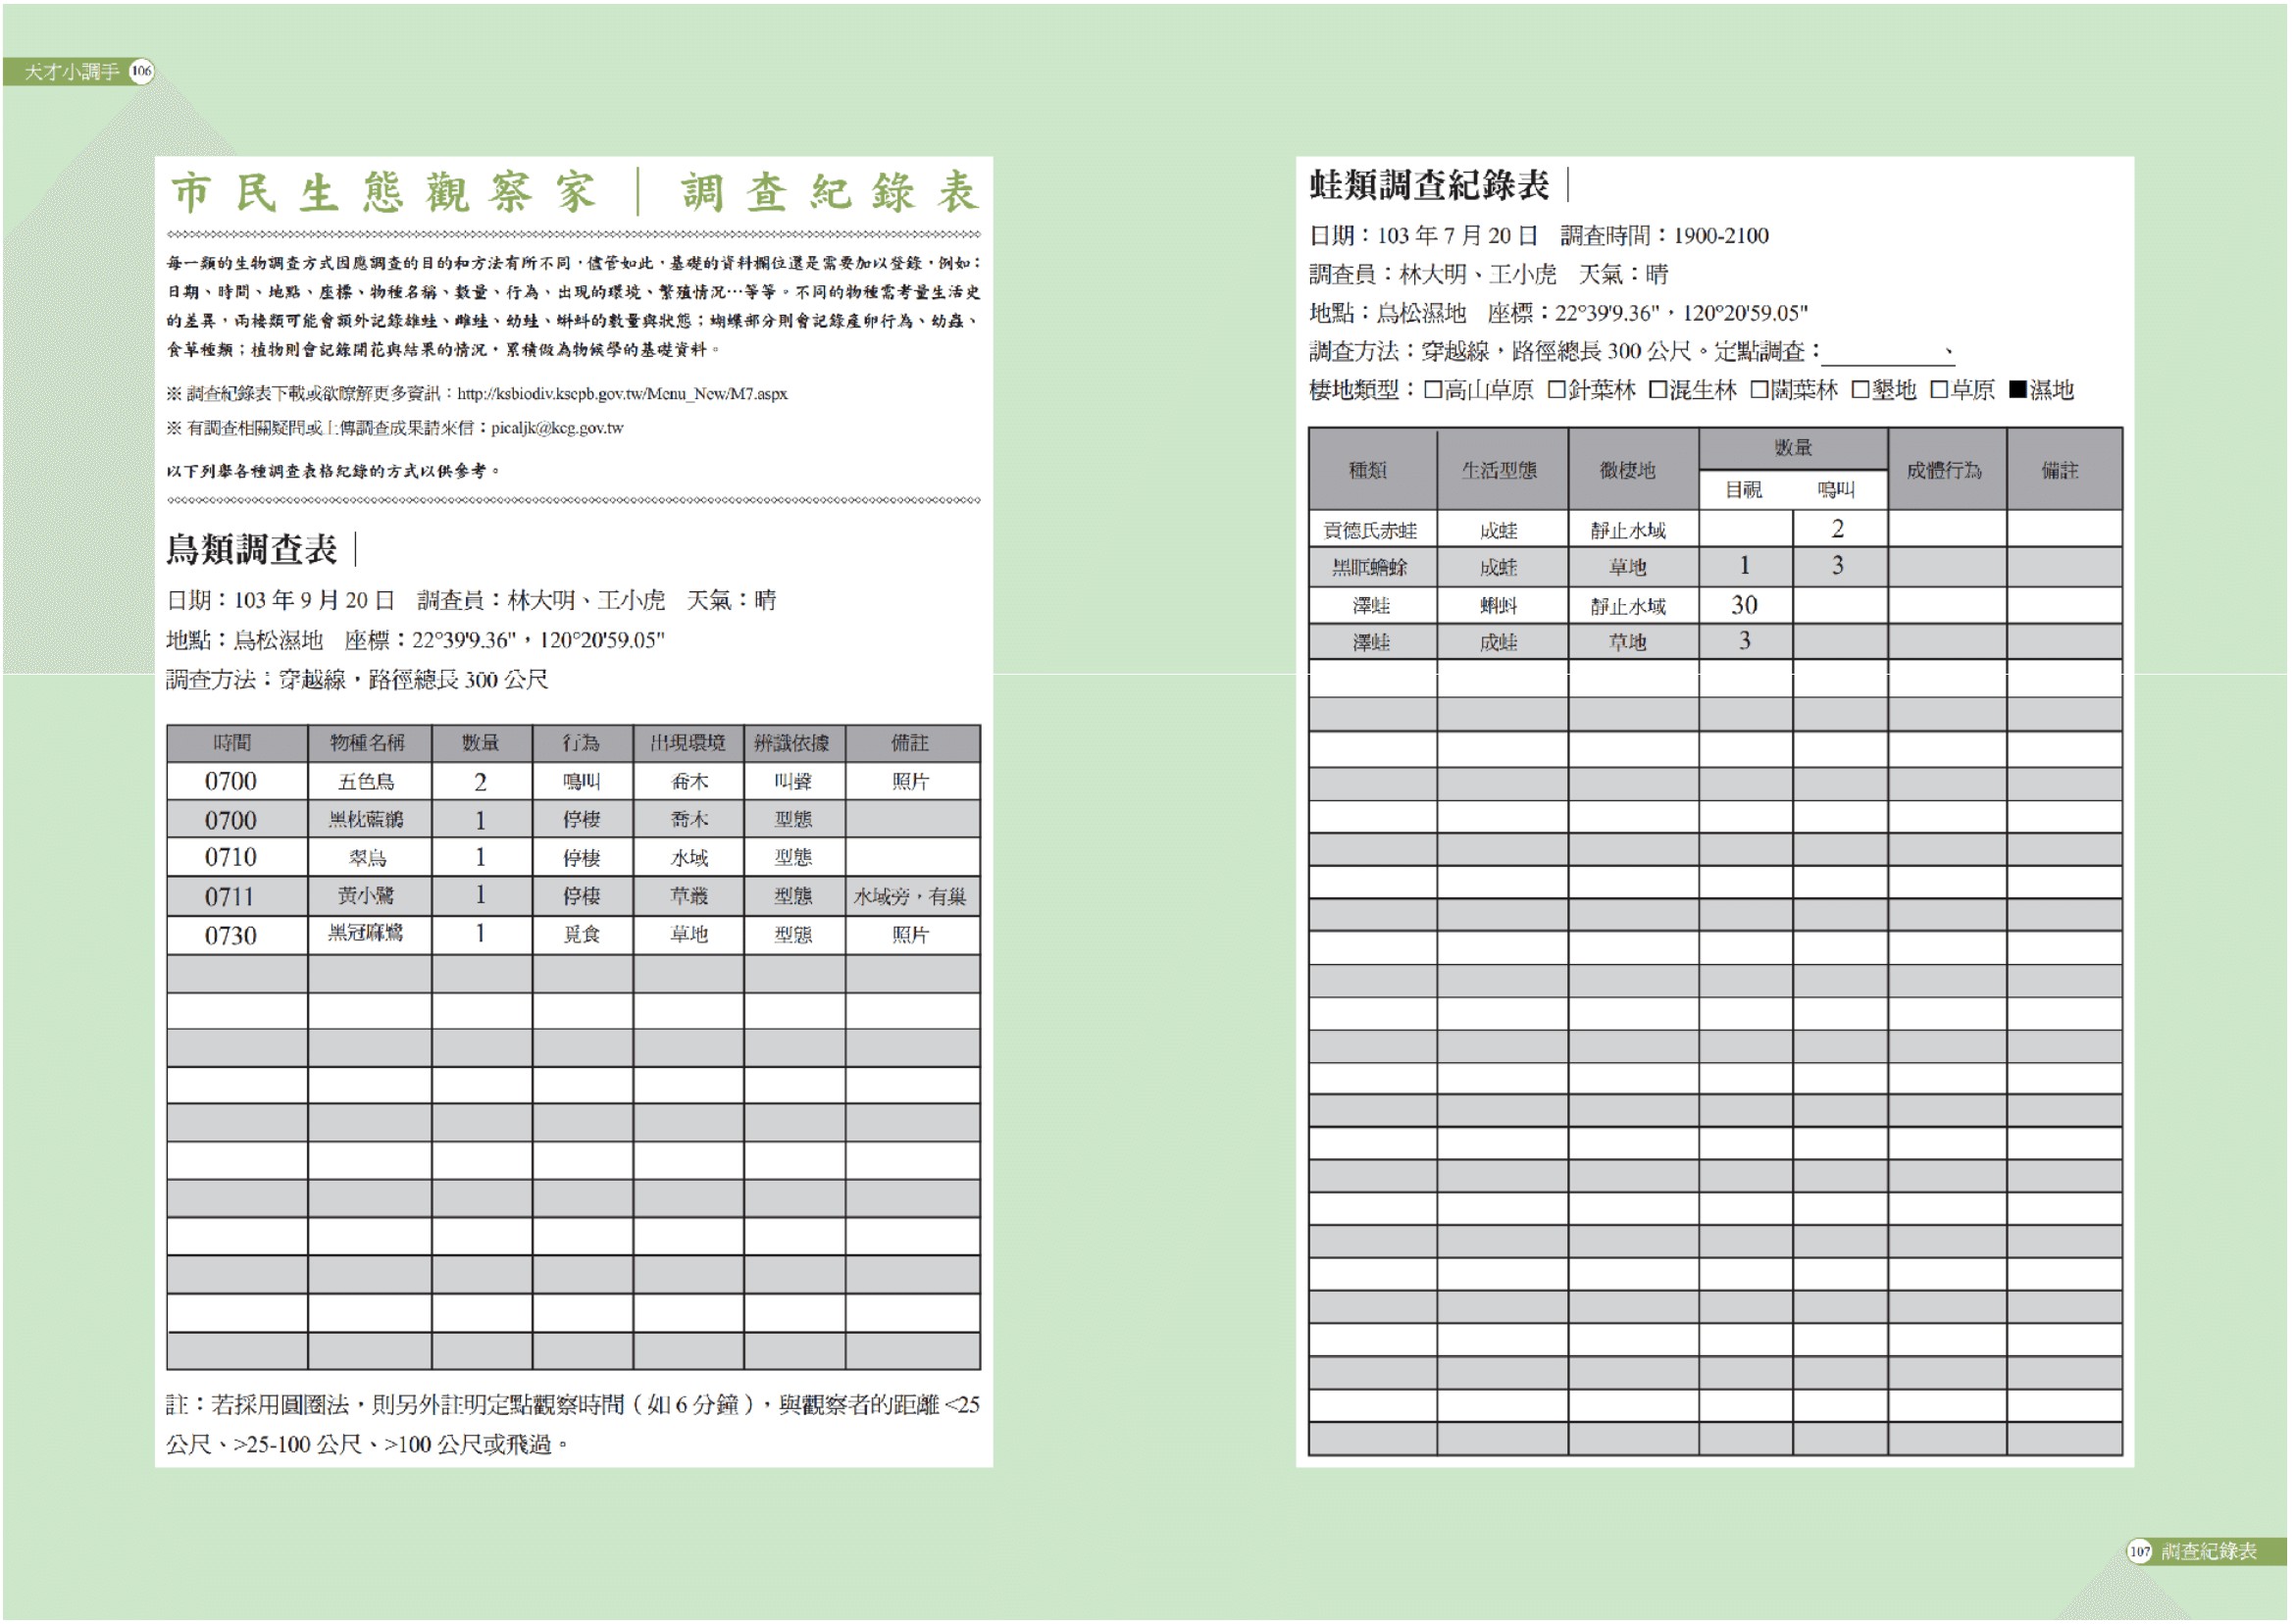 天才小調手 106
市民生態觀察家｜調查紀錄表
每一類的生物調查方式因應調查的目的和方法有所不同，儘管如此，基礎的資料欄位還是需要加以登錄，例如：
日期、時間、地點、座標、物種名稱、數量、行為、出現的環境、繁殖情況…等等。不同的物種需考量生活史
的差異，兩棲類可能會額外記錄雄蛙、雌蛙、幼蛙、蝌蚪的數量與狀態；蝴蝶部分則會記錄產卵行為、幼蟲、
食草種類；植物則會記錄開花與結果的情況，累積做為物候學的基礎資料。
※ 調查紀錄表下載或欲瞭解更多資訊：http://ksbiodiv.ksepb.gov.tw/Menu_New/M7.aspx
※ 有調查相關疑問或上傳調查成果請來信：picaljk@kcg.gov.tw
以下列舉各種調查表格紀錄的方式以供參考。
鳥類調查表｜
日期：103 年 9 月 20 日　調查員：林大明、王小虎　天氣：晴
地點：鳥松濕地　座標：22°39'9.36"，120°20'59.05"
調查方法：穿越線，路徑總長 300 公尺
時間 物種名稱 數量 行為 出現環境 辨識依據 備註
0700 五色鳥 2 鳴叫 喬木 叫聲 照片
0700 黑枕藍鶲 1 停棲 喬木 型態
0710 翠鳥 1 停棲 水域 型態
0711 黃小鷺 1 停棲 草叢 型態 水域旁，有巢
0730 黑冠麻鷺 1 覓食 草地 型態 照片
註：若採用圓圈法，則另外註明定點觀察時間（如 6 分鐘），與觀察者的距離 <25
公尺、>25-100 公尺、>100 公尺或飛過。
蛙類調查紀錄表｜
日期：103 年 7 月 20 日　調查時間：1900-2100
調查員：林大明、王小虎　天氣：晴
地點：鳥松濕地　座標：22°39'9.36"，120°20'59.05"
調查方法：穿越線，路徑總長 300 公尺。定點調查：__________、
棲地類型：□高山草原 □針葉林 □混生林 □闊葉林 □墾地 □草原 ■濕地
種類 生活型態 微棲地 數量 成體行為 備註
目視 鳴叫
貢德氏赤蛙 成蛙 靜止水域 2
黑眶蟾蜍 成蛙 草地 1 3
澤蛙 蝌蚪 靜止水域 30
澤蛙 成蛙 草地 3
107 調查紀錄表